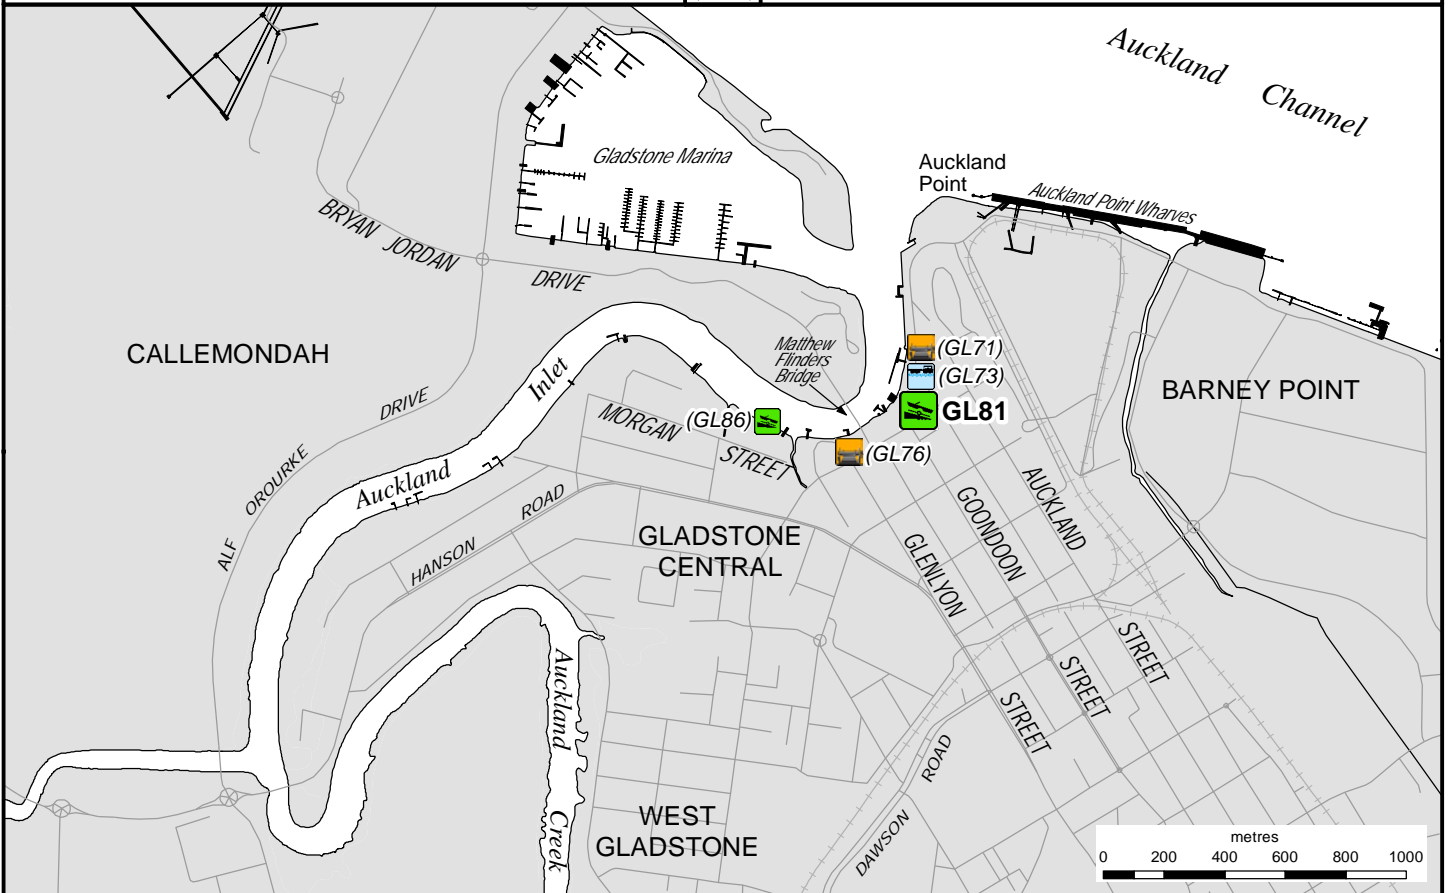 Auckland Channel
Auckland
Point
Auckland Point Wharves
Gladstone Marina
BRYAN JORDAN
DRIVE
CALLEMONDAH
Matthew
Flinders
Bridge
(GL71)
(GL73)
GL81
(GL86)
(GL76)
BARNEY POINT
Auckland Inlet
ALF OROURKE DRIVE
MORGAN STREET
HANSON ROAD
GLADSTONE
CENTRAL
GLENLYON STREET
GOONDOON STREET
AUCKLAND STREET
Auckland Creek
WEST
GLADSTONE
DAWSON ROAD
metres
0 200 400 600 800 1000